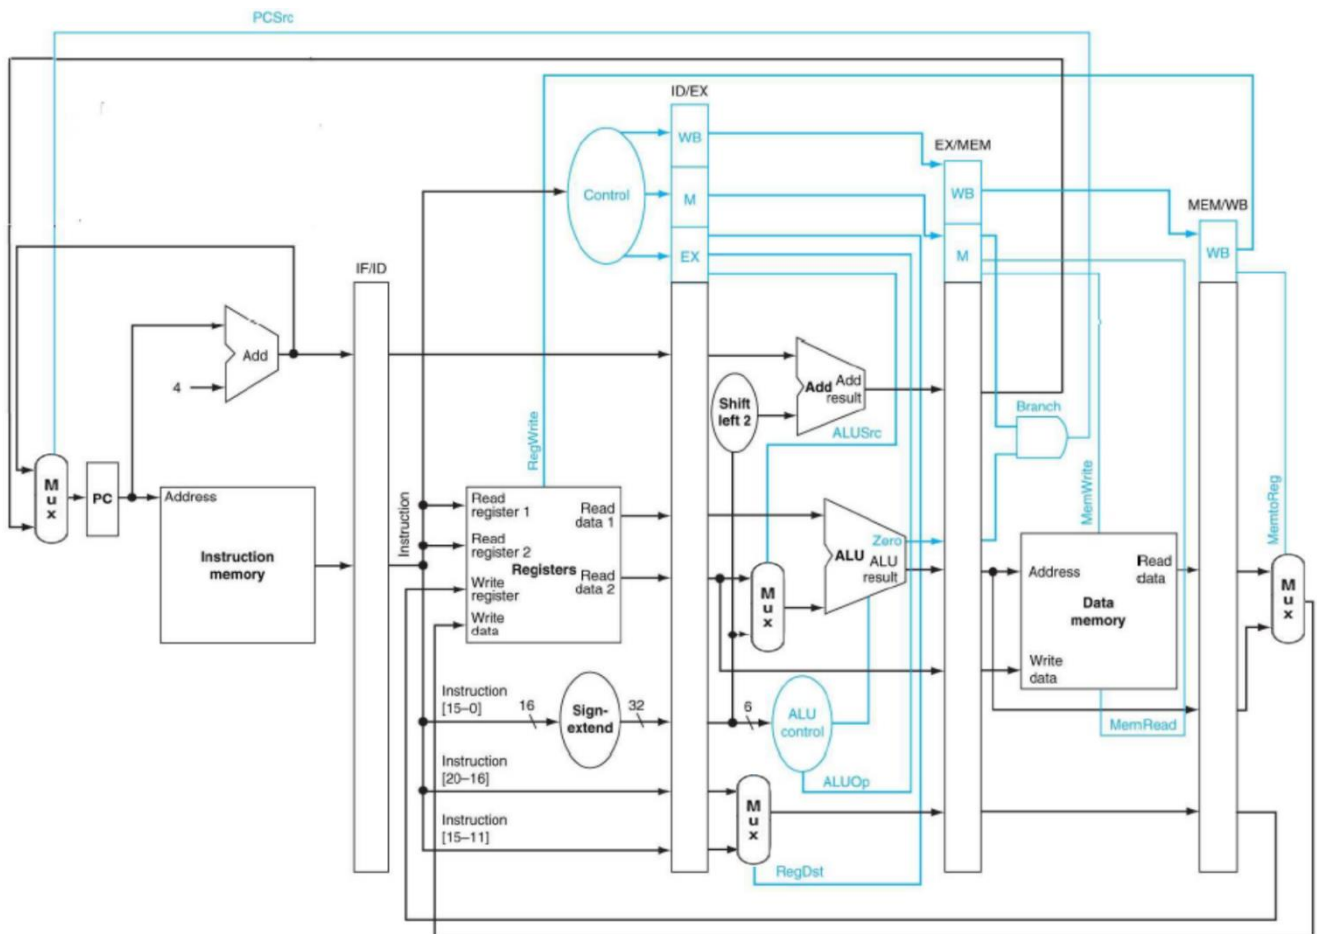 PCSrc
ID/EX
WB
EX/MEM
Control
M
WB
MEM/WB
EX
M
WB
IF/ID
Add
4
Shift
left 2
Add
Add
result
Branch
ALUSrc
RegWrite
MemWrite
MemtoReg
M
u
x
PC
Address
Instruction
memory
Instruction
Read
register 1
Read
register 2
Write
register
Write
data
Registers
Read
data 1
Read
data 2
Zero
ALU
ALU
result
M
u
x
Address
Read
data
Data
memory
Write
data
M
u
x
MemRead
Instruction
[15–0]
16
Sign-
extend
32
6
ALU
control
ALUOp
Instruction
[20–16]
Instruction
[15–11]
M
u
x
RegDst